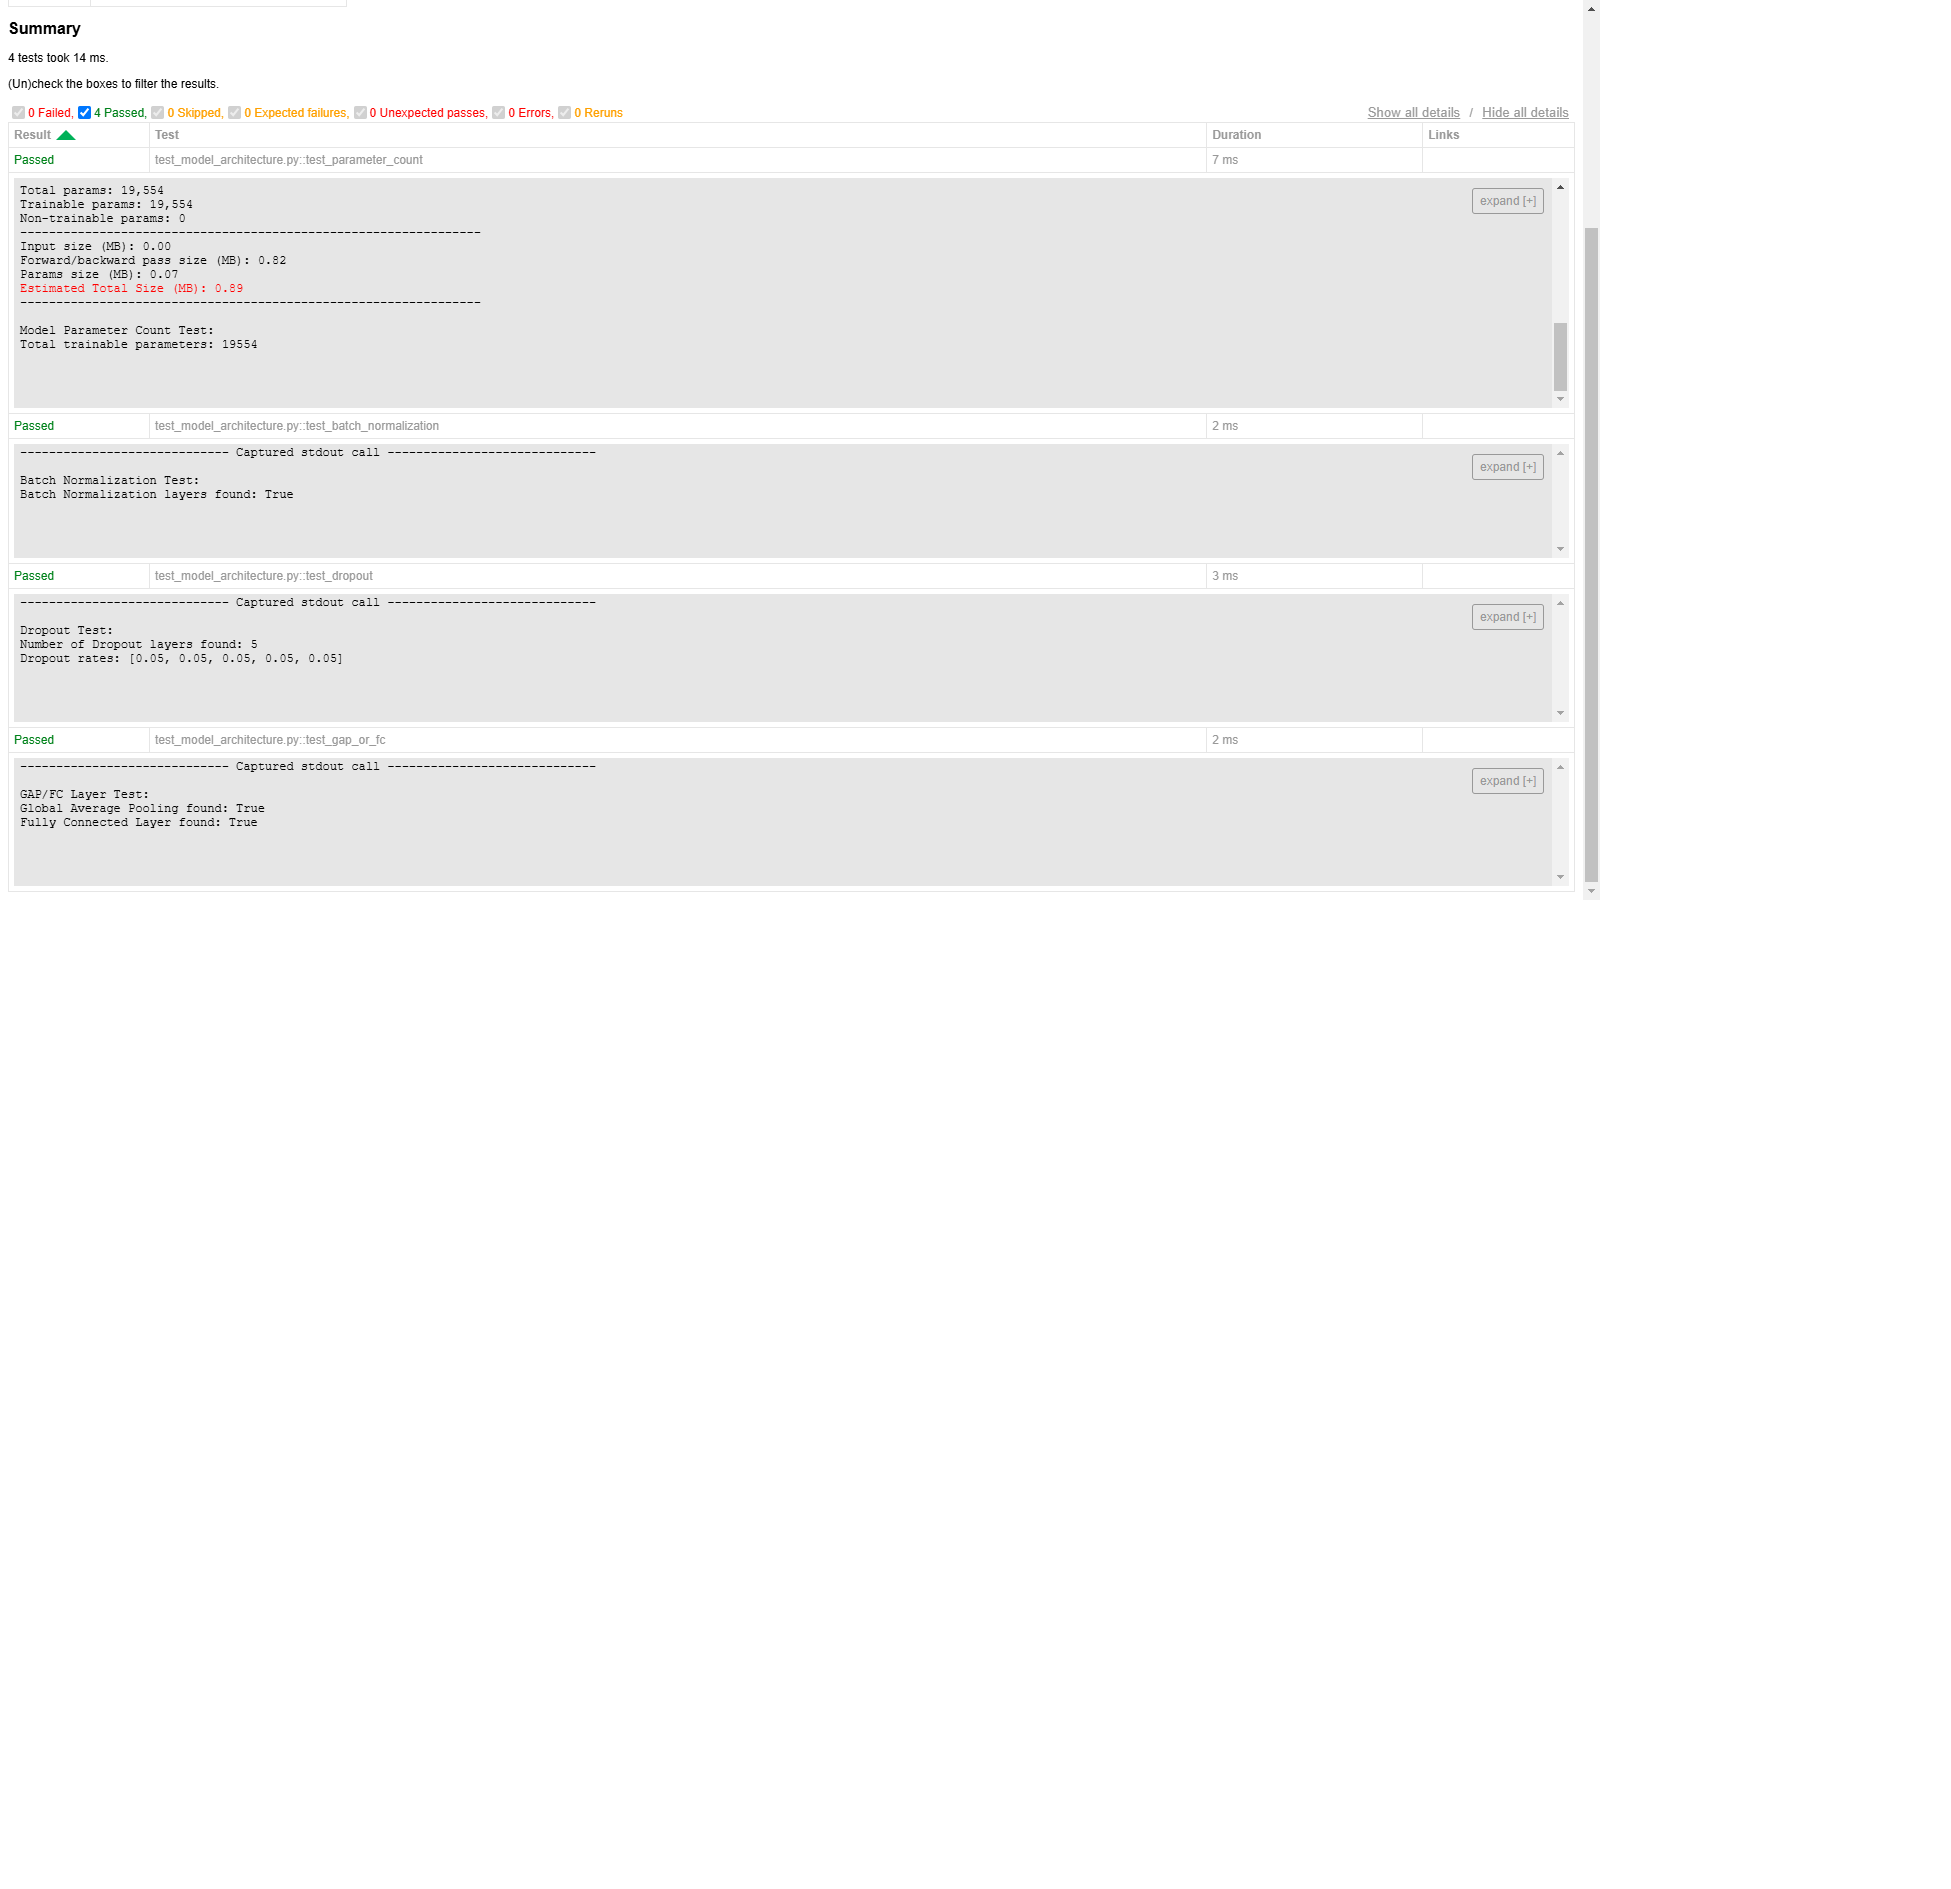 Summary
4 tests took 14 ms.
(Un)check the boxes to filter the results.
0 Failed, 4 Passed, 0 Skipped, 0 Expected failures, 0 Unexpected passes, 0 Errors, 0 Reruns Show all details / Hide all details
Result Test Duration Links
Passed test_model_architecture.py::test_parameter_count 7 ms
expand [+]
Total params: 19,554
Trainable params: 19,554
Non-trainable params: 0
----------------------------------------------------------------
Input size (MB): 0.00
Forward/backward pass size (MB): 0.82
Params size (MB): 0.07
Estimated Total Size (MB): 0.89
----------------------------------------------------------------
Model Parameter Count Test:
Total trainable parameters: 19554
Passed test_model_architecture.py::test_batch_normalization 2 ms
----------------------------- Captured stdout call -----------------------------
expand [+]
Batch Normalization Test:
Batch Normalization layers found: True
Passed test_model_architecture.py::test_dropout 3 ms
----------------------------- Captured stdout call -----------------------------
expand [+]
Dropout Test:
Number of Dropout layers found: 5
Dropout rates: [0.05, 0.05, 0.05, 0.05, 0.05]
Passed test_model_architecture.py::test_gap_or_fc 2 ms
----------------------------- Captured stdout call -----------------------------
expand [+]
GAP/FC Layer Test:
Global Average Pooling found: True
Fully Connected Layer found: True